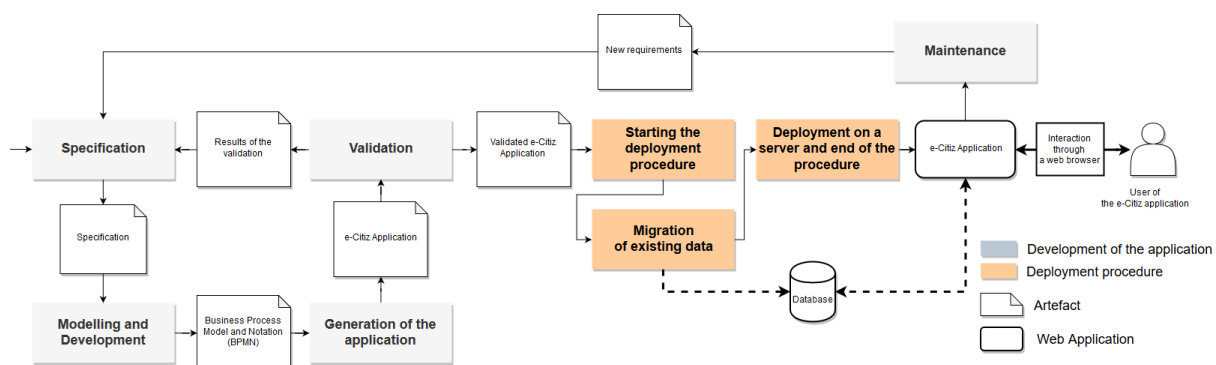 New requirements
Maintenance
Specification
Results of the
validation
Validation
Validated e-Citiz
Application
Starting the
deployment
procedure
Deployment on a
server and end of the
procedure
e-Citiz Application
Interaction
through
a web browser
User of
the e-Citiz application
Specification
e-Citiz Application
Migration
of existing data
Database
Modelling and
Development
Business Process
Model and Notation
(BPMN)
Generation of the
application
Development of the application
Deployment procedure
Artefact
Web Application